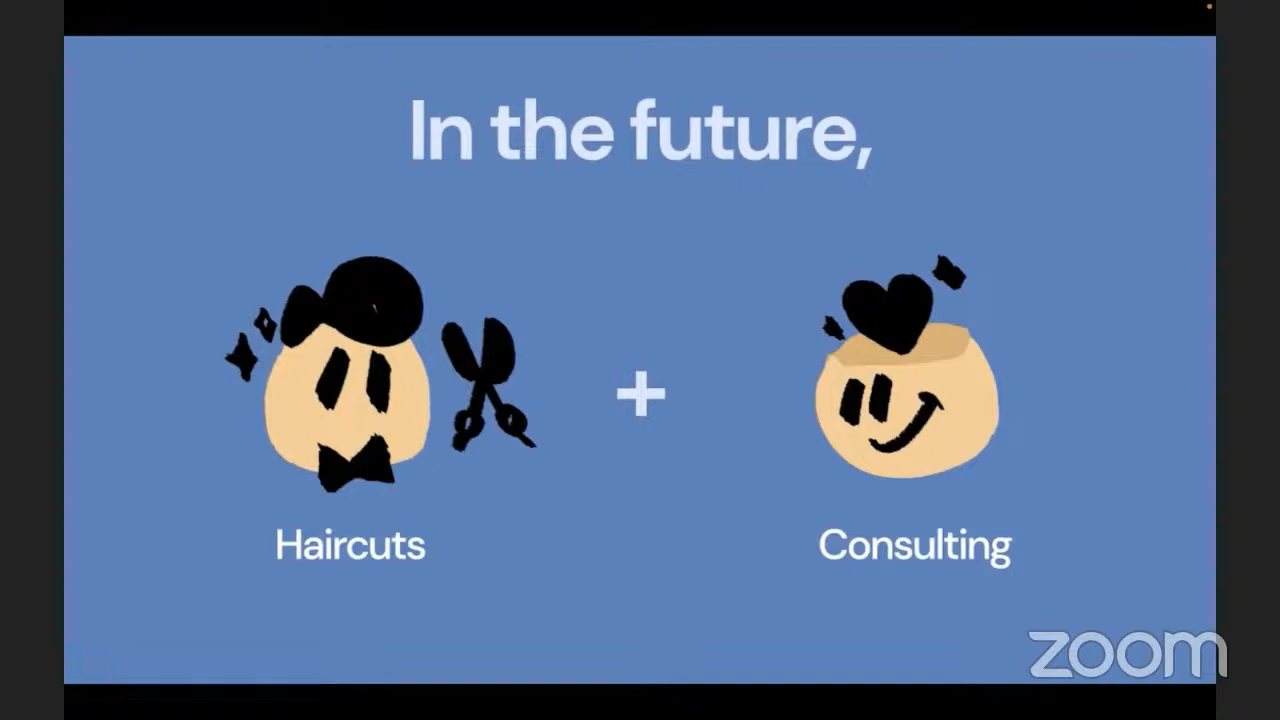 In the future,
+
Haircuts
Consulting
zoom